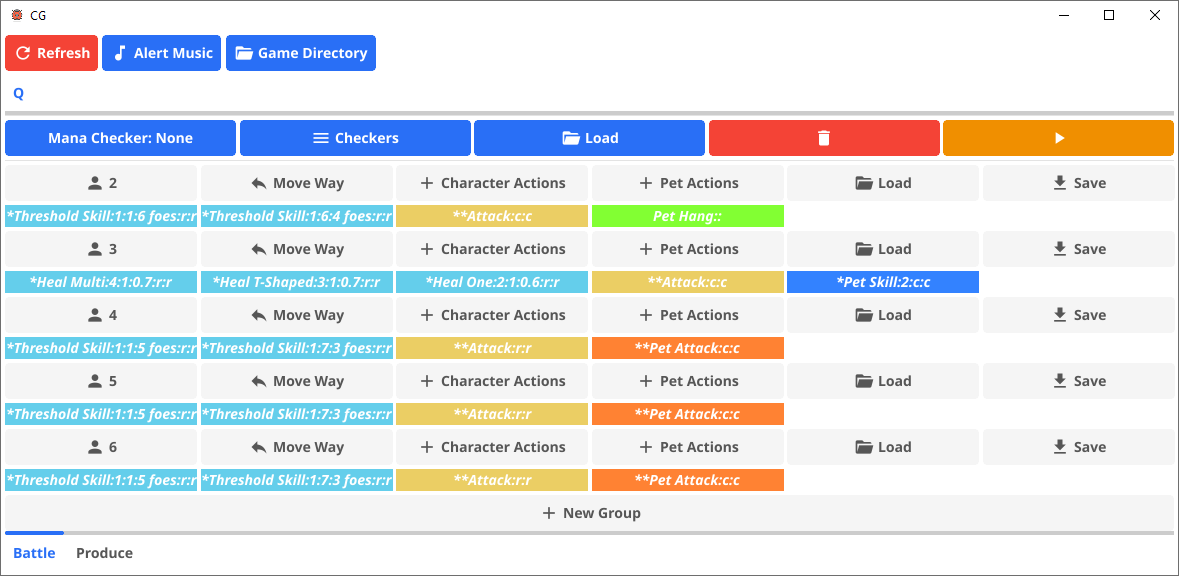 CG
Refresh Alert Music Game Directory
Q
Mana Checker: None Checkers Load
2 Move Way Character Actions Pet Actions Load Save
*Threshold Skill:1:1:6 foes:r:r *Threshold Skill:1:6:4 foes:r:r **Attack:c:c Pet Hang::
3 Move Way Character Actions Pet Actions Load Save
*Heal Multi:4:1:0.7:r:r *Heal T-Shaped:3:1:0.7:r:r *Heal One:2:1:0.6:r:r **Attack:c:c *Pet Skill:2:c:c
4 Move Way Character Actions Pet Actions Load Save
*Threshold Skill:1:1:5 foes:r:r *Threshold Skill:1:7:3 foes:r:r **Attack:r:r **Pet Attack:c:c
5 Move Way Character Actions Pet Actions Load Save
*Threshold Skill:1:1:5 foes:r:r *Threshold Skill:1:7:3 foes:r:r **Attack:r:r **Pet Attack:c:c
6 Move Way Character Actions Pet Actions Load Save
*Threshold Skill:1:1:5 foes:r:r *Threshold Skill:1:7:3 foes:r:r **Attack:r:r **Pet Attack:c:c
New Group
Battle Produce